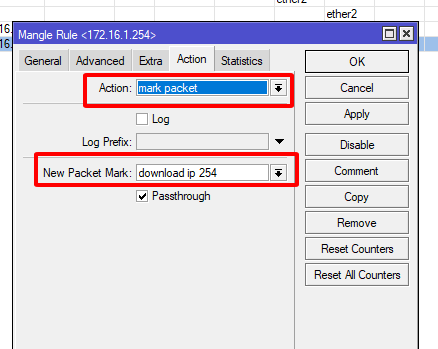 ether2
ether2
16.
16.
Mangle Rule <172.16.1.254>
General Advanced Extra Action Statistics
Action: mark packet
Log
Log Prefix:
New Packet Mark: download ip 254
Passthrough
OK
Cancel
Apply
Disable
Comment
Copy
Remove
Reset Counters
Reset All Counters